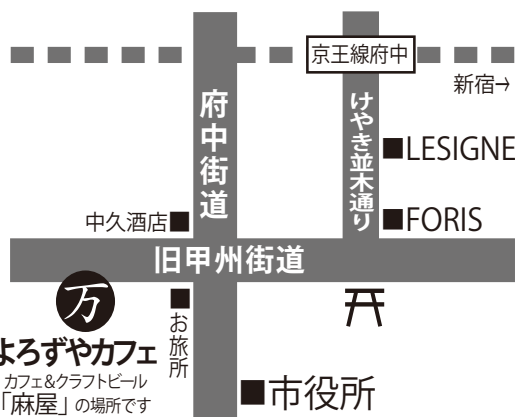 京王線府中
新宿→
府中街道
けやき並木通り
■LESIGNE
中久酒店■
■FORIS
旧甲州街道
万
よろずやカフェ
カフェ&クラフトビール
「麻屋」の場所です
■お旅所
■市役所